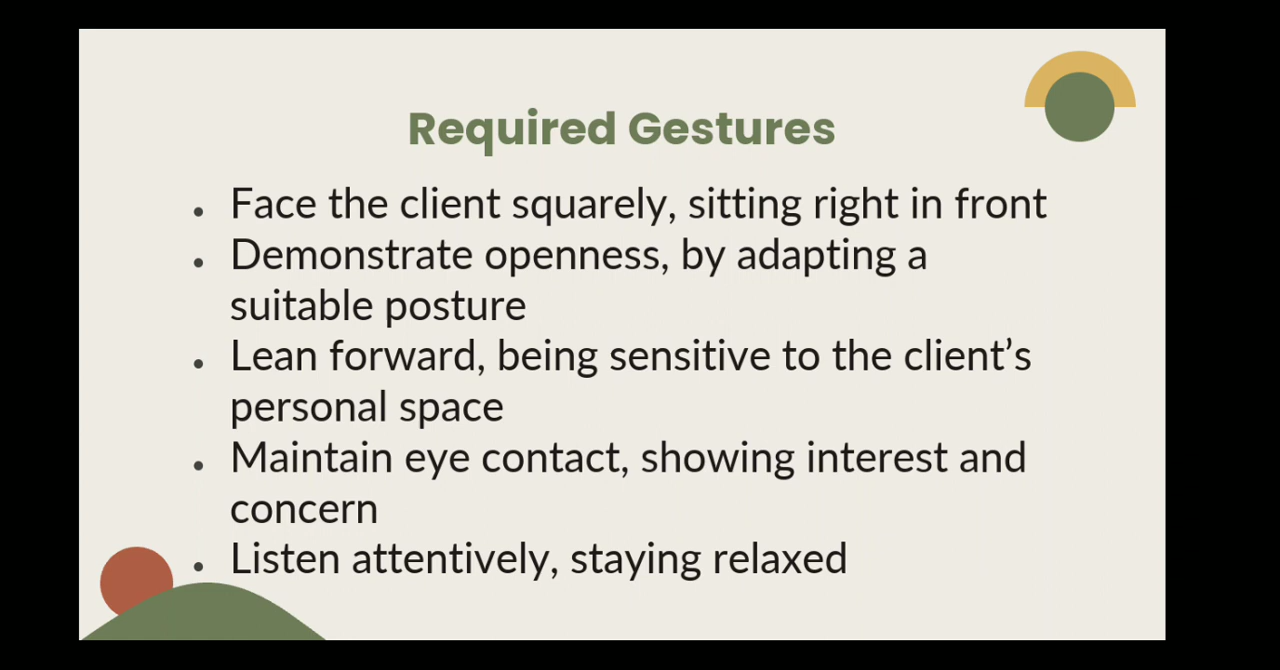 Required Gestures
• Face the client squarely, sitting right in front
• Demonstrate openness, by adapting a
suitable posture
• Lean forward, being sensitive to the client’s
personal space
• Maintain eye contact, showing interest and
concern
• Listen attentively, staying relaxed